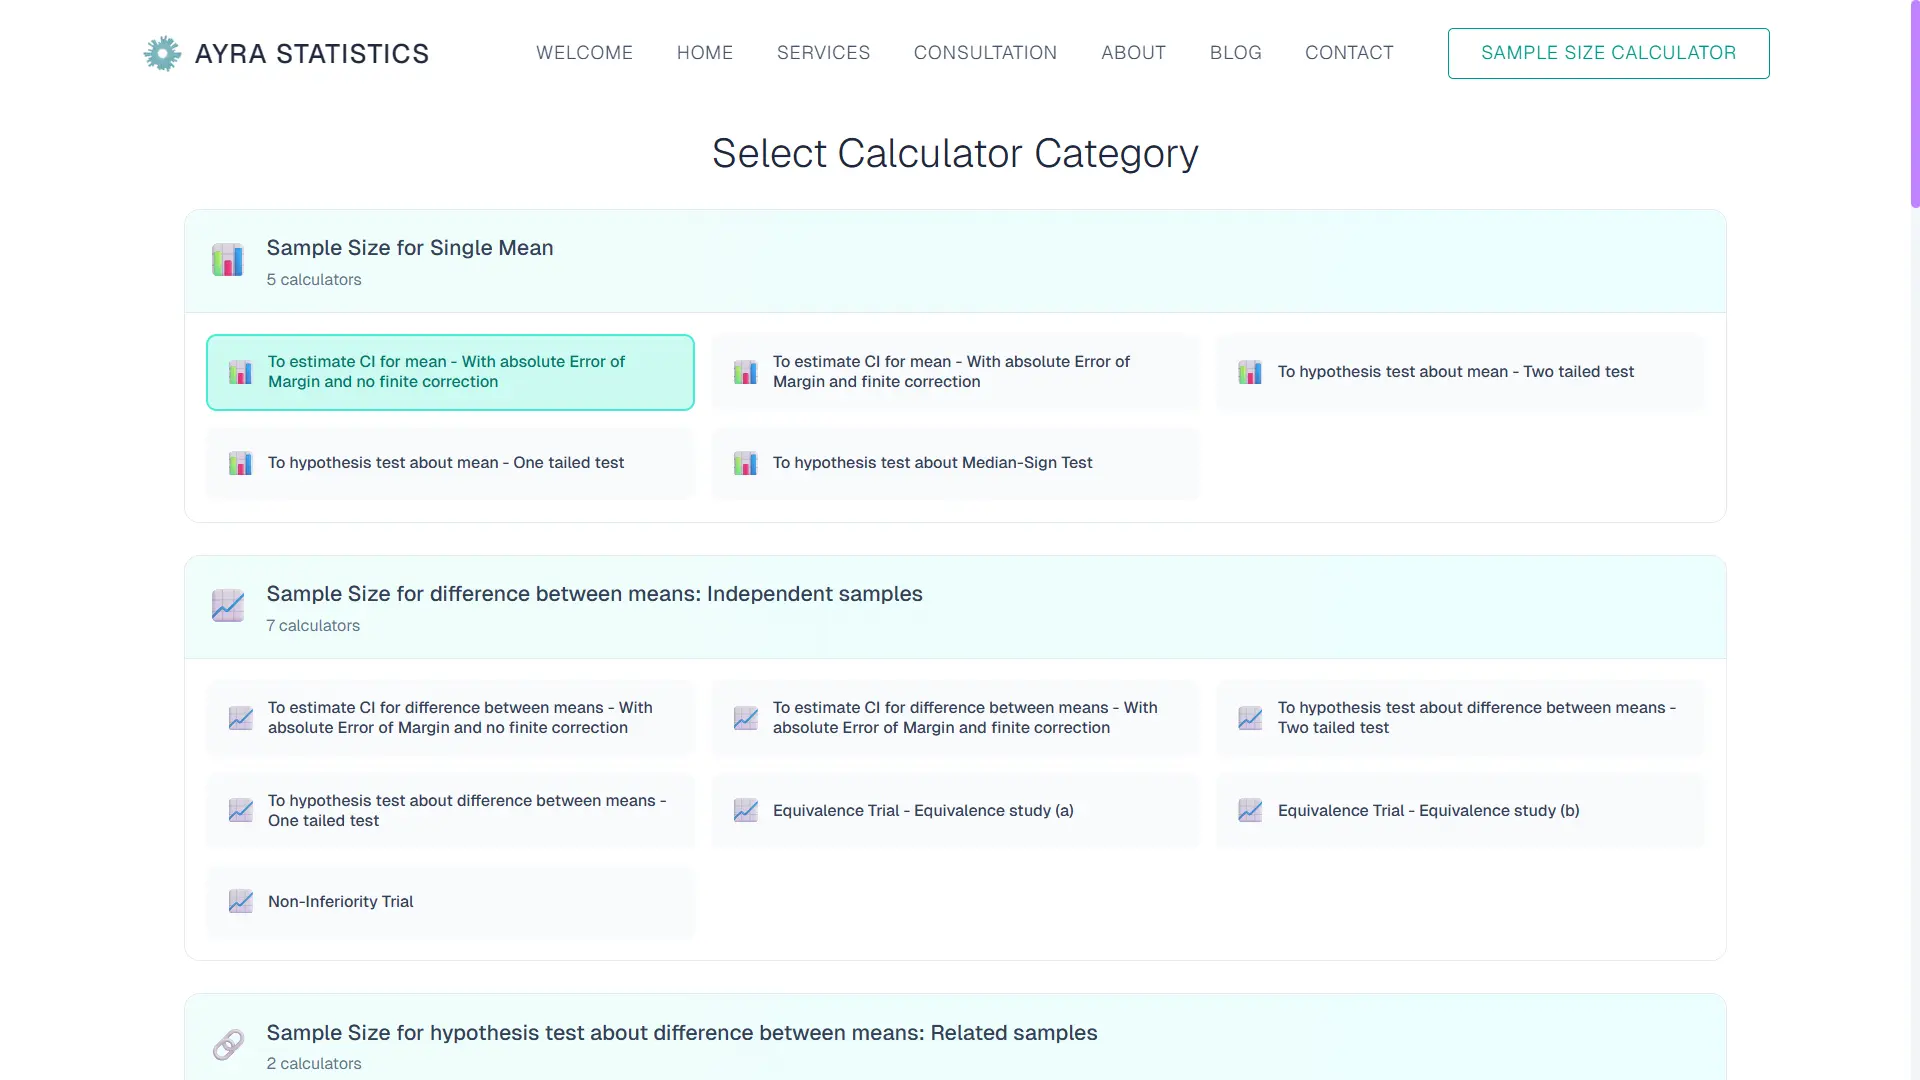 AYRA STATISTICS
WELCOME HOME SERVICES CONSULTATION ABOUT BLOG CONTACT SAMPLE SIZE CALCULATOR
Select Calculator Category
Sample Size for Single Mean
5 calculators
To estimate CI for mean - With absolute Error of
Margin and no finite correction
To estimate CI for mean - With absolute Error of
Margin and finite correction
To hypothesis test about mean - Two tailed test
To hypothesis test about mean - One tailed test
To hypothesis test about Median-Sign Test
Sample Size for difference between means: Independent samples
7 calculators
To estimate CI for difference between means - With
absolute Error of Margin and no finite correction
To estimate CI for difference between means - With
absolute Error of Margin and finite correction
To hypothesis test about difference between means -
Two tailed test
To hypothesis test about difference between means -
One tailed test
Equivalence Trial - Equivalence study (a)
Equivalence Trial - Equivalence study (b)
Non-Inferiority Trial
Sample Size for hypothesis test about difference between means: Related samples
2 calculators